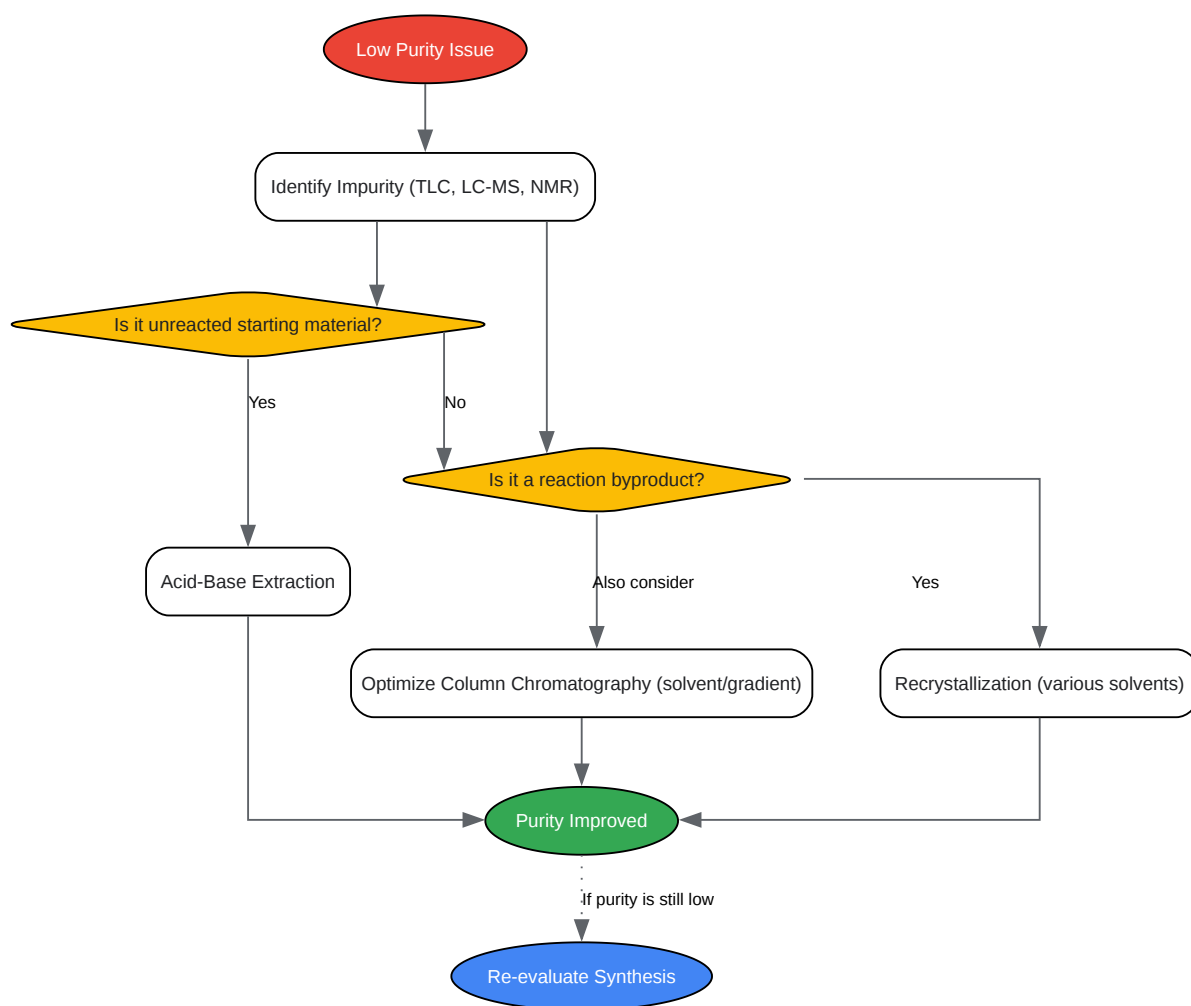 Low Purity Issue
Identify Impurity (TLC, LC-MS, NMR)
Is it unreacted starting material?
Yes
No
Is it a reaction byproduct?
Acid-Base Extraction
Also consider
Yes
Optimize Column Chromatography (solvent/gradient)
Recrystallization (various solvents)
Purity Improved
If purity is still low
Re-evaluate Synthesis